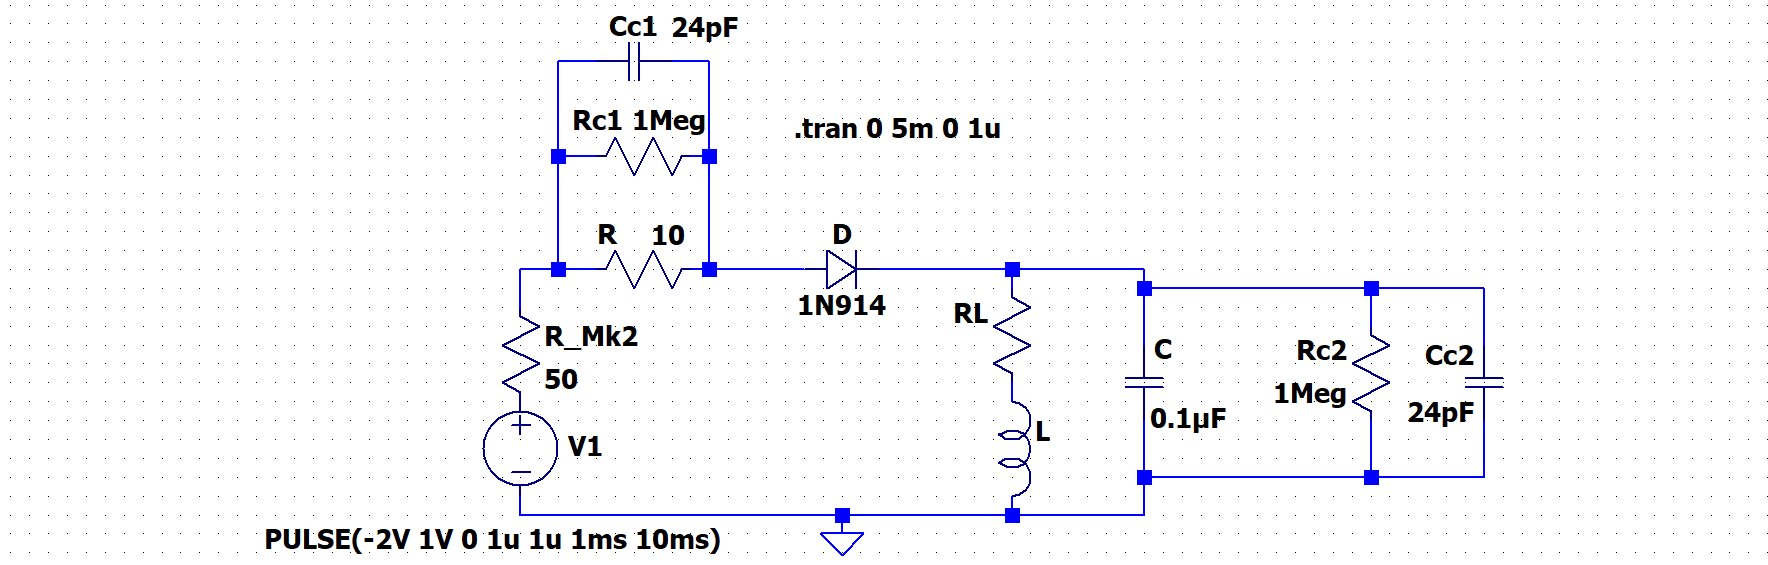 Cc1 24pF
Rc1 1Meg
.tran 0 5m 0 1u
R 10
D
1N914
RL
R_Mk2
50
C
0.1µF
Rc2
1Meg
Cc2
24pF
L
V1
PULSE(-2V 1V 0 1u 1u 1ms 10ms)